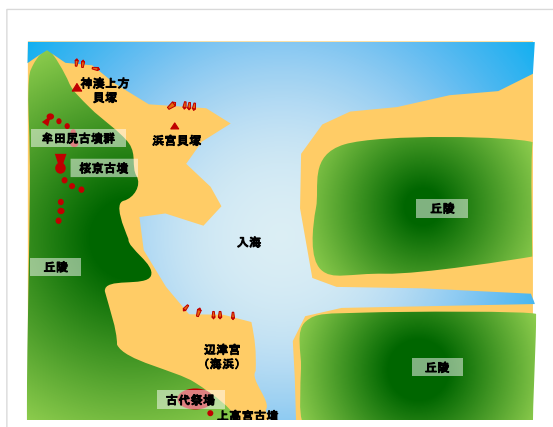 神湊上方
貝塚
浜宮貝塚
牟田尻古墳群
桜京古墳
丘陵
入海
丘陵
辺津宮
(海浜)
丘陵
古代祭場
上高宮古墳